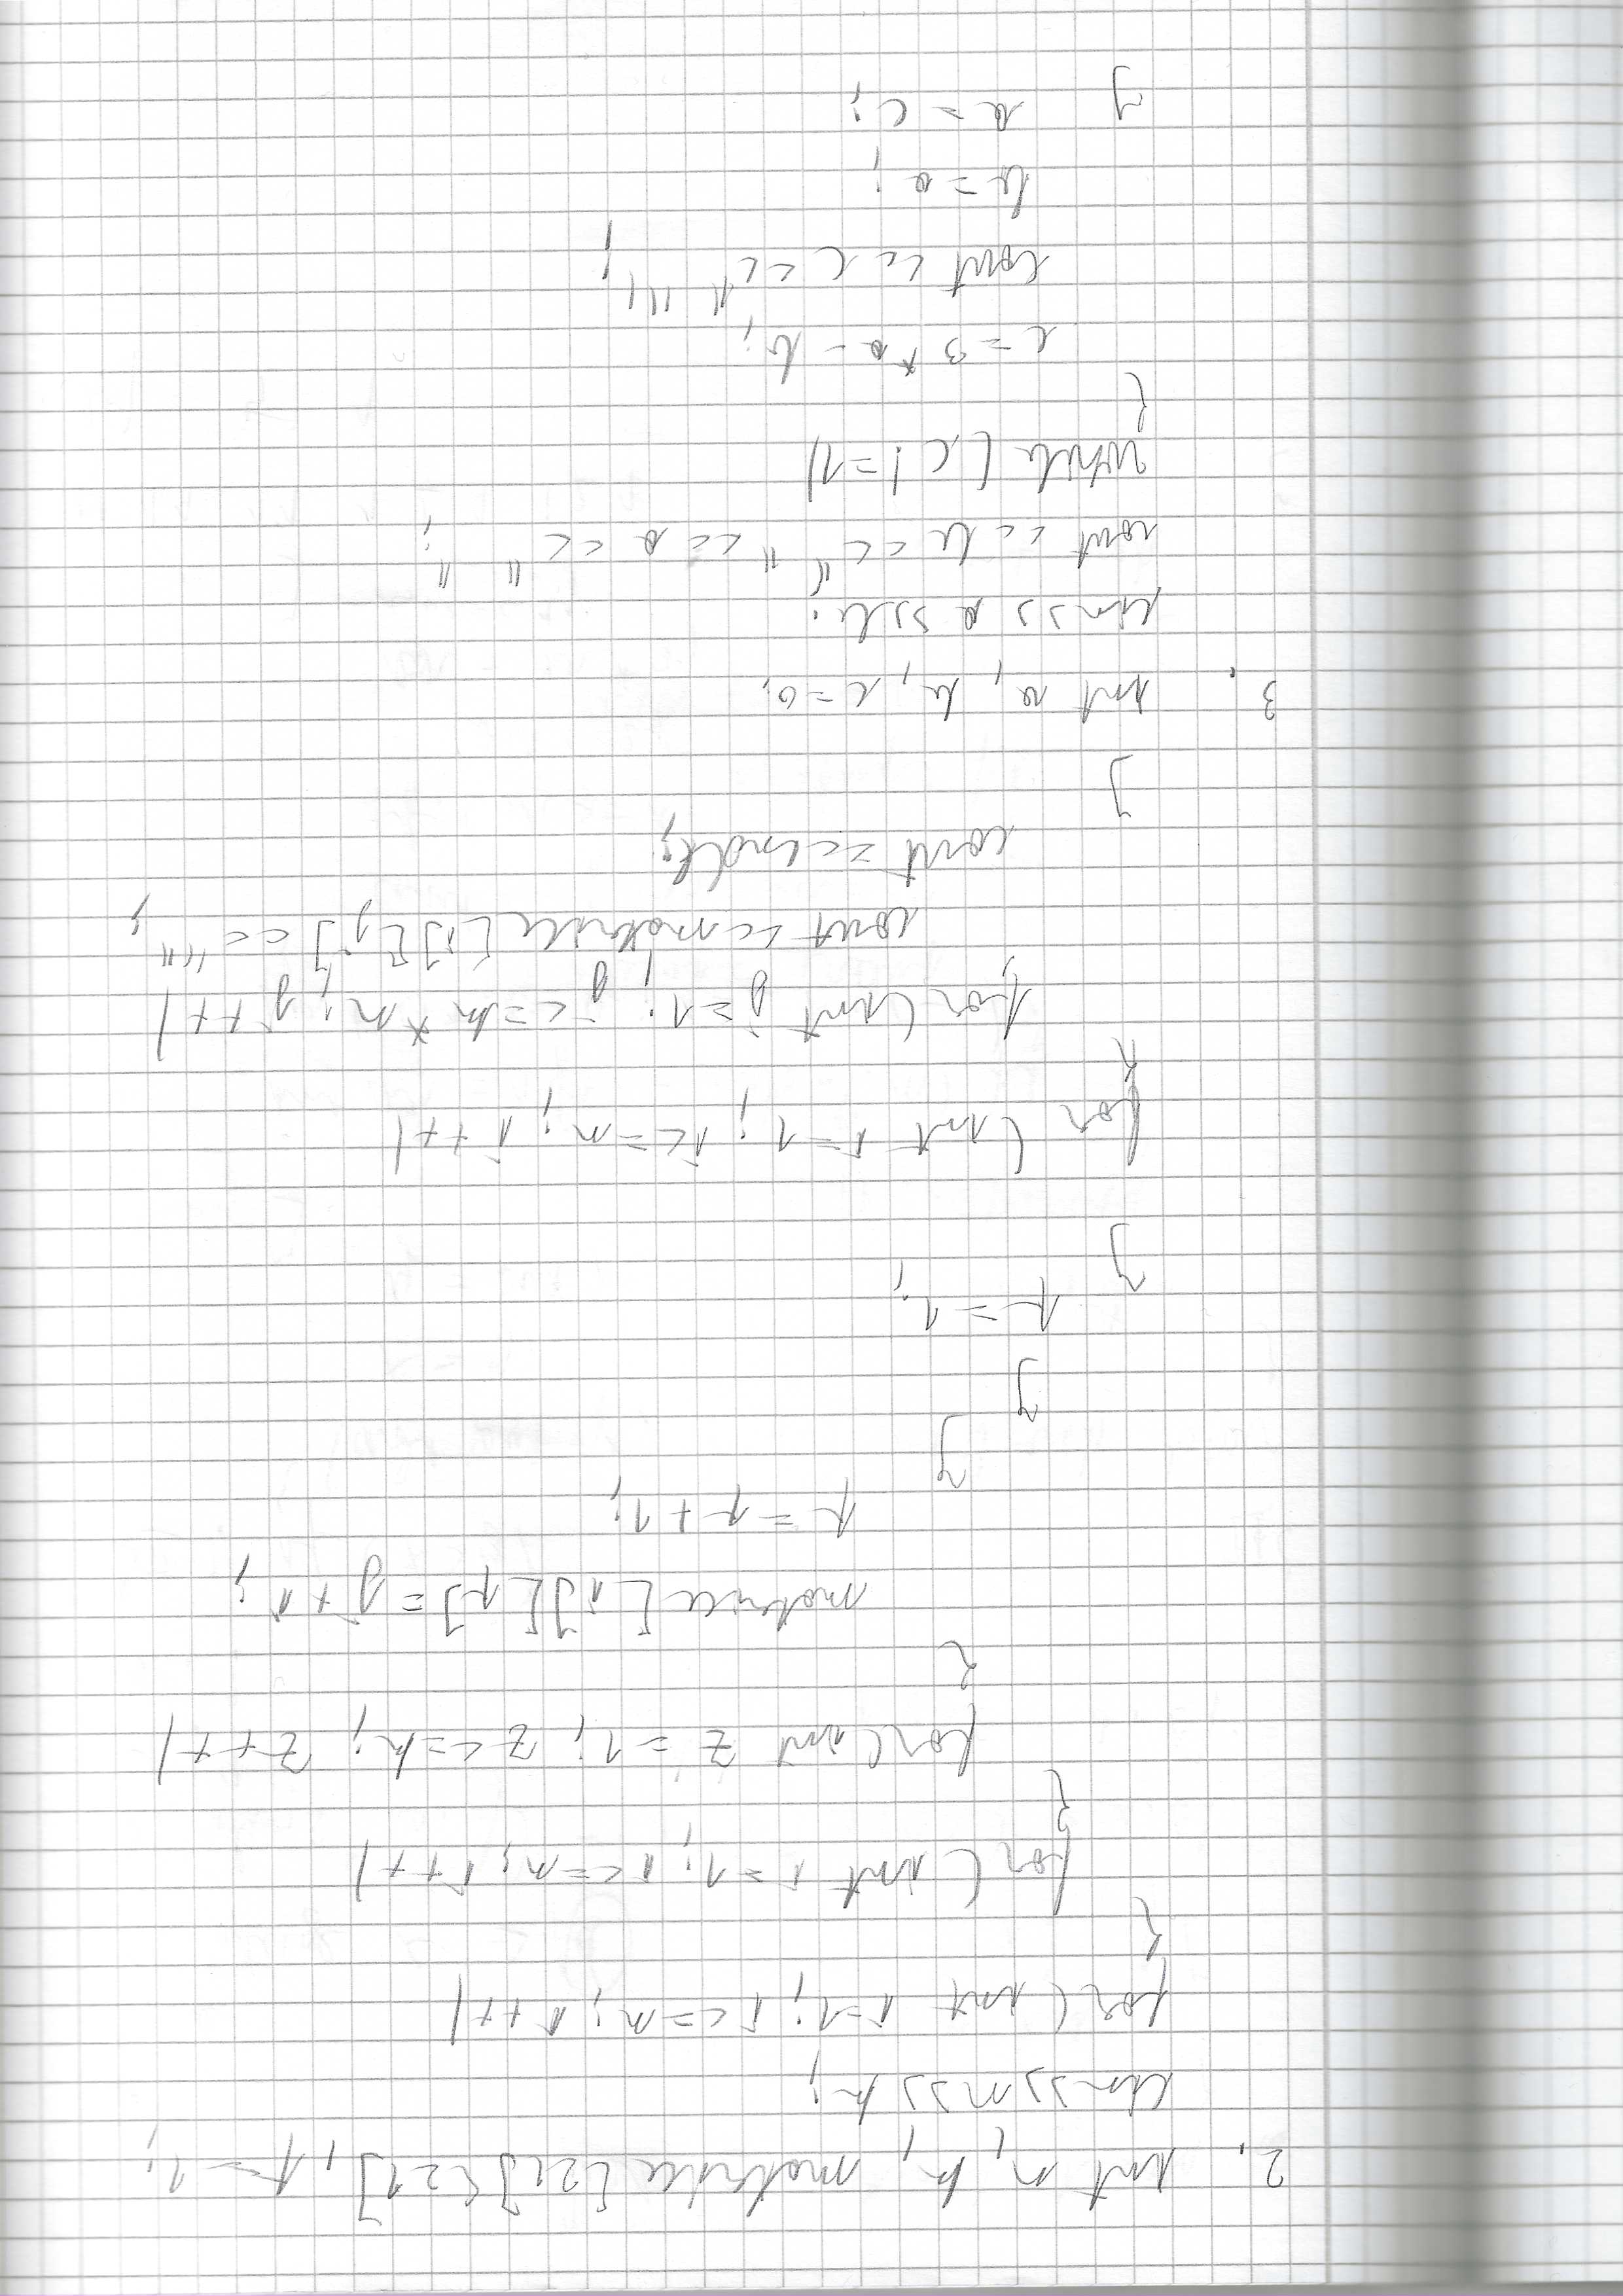 2. int n, k, matrice[21][21], p=1;
cin>>n>>k;
for(int i=1; i<=n; i++)
{
for(int j=1; j<=n; j++)
{
for(int z=1; z<=k; z++)
{
matrice[i][p]=j+i;
p=p+1;
}
}
p=1;
}
for(int i=1; i<=n; i++)
{
for(int j=1; j<=k*n; j++)
cout<<matrice[i][j]<<" ";
cout<<endl;
}
3. int a, b, c=0;
cin>>a>>b;
cout<<b<<" "<<a<<" ";
while(c!=1)
{
c=3*a-b;
cout<<c<<" ";
b=a;
a=c;
}